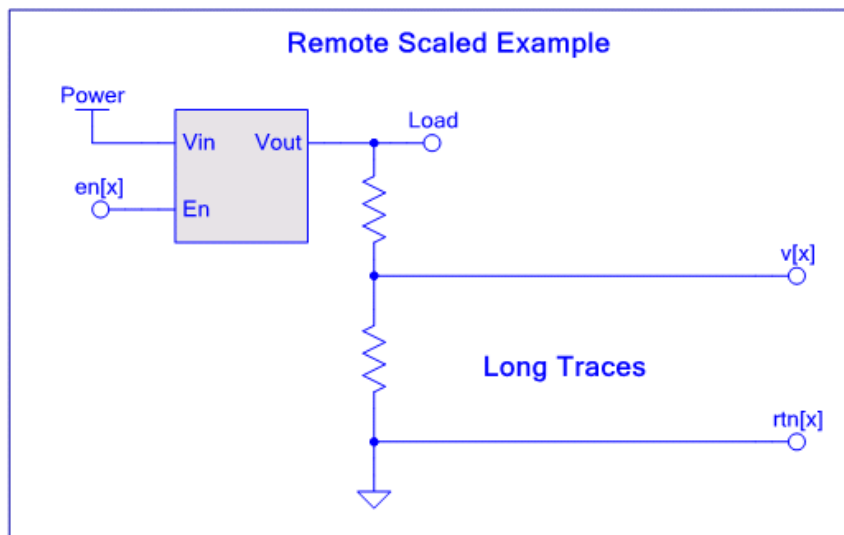 Remote Scaled Example
Power
Load
Vin
Vout
en[x]
En
v[x]
Long Traces
rtn[x]